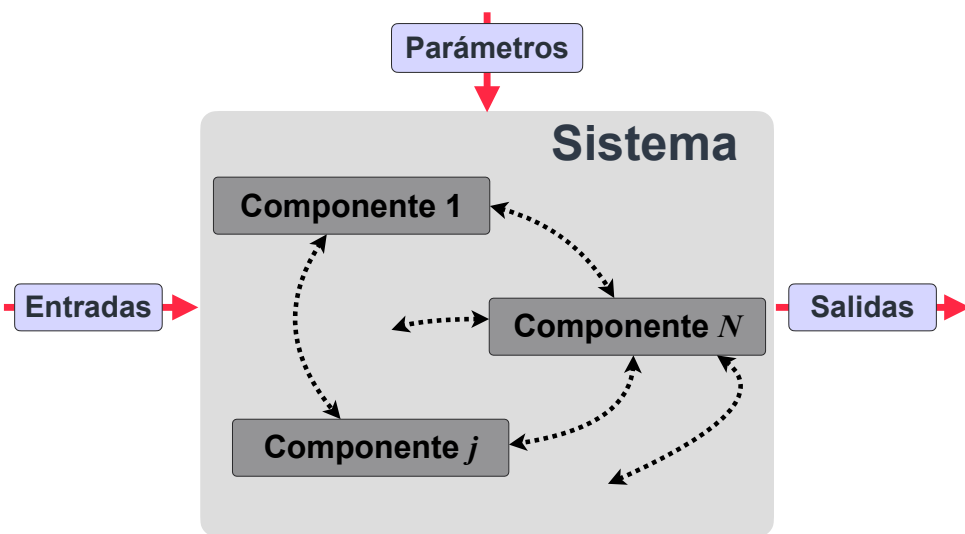 Parámetros
Sistema
Componente 1
Entradas
Componente N
Salidas
Componente j